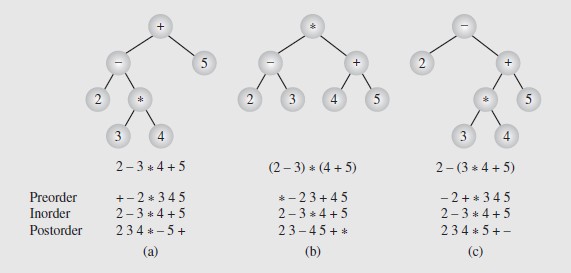 + * −
− 5 − + 2 +
2 * 2 3 4 5 * 5
3 4 3 4
2 − 3 * 4 + 5 (2 − 3) * (4 + 5) 2 − (3 * 4 + 5)
Preorder + − 2 * 3 4 5 * − 2 3 + 4 5 − 2 + * 3 4 5
Inorder 2 − 3 * 4 + 5 2 − 3 * 4 + 5 2 − 3 * 4 + 5
Postorder 2 3 4 * − 5 + 2 3 − 4 5 + * 2 3 4 * 5 + −
(a) (b) (c)